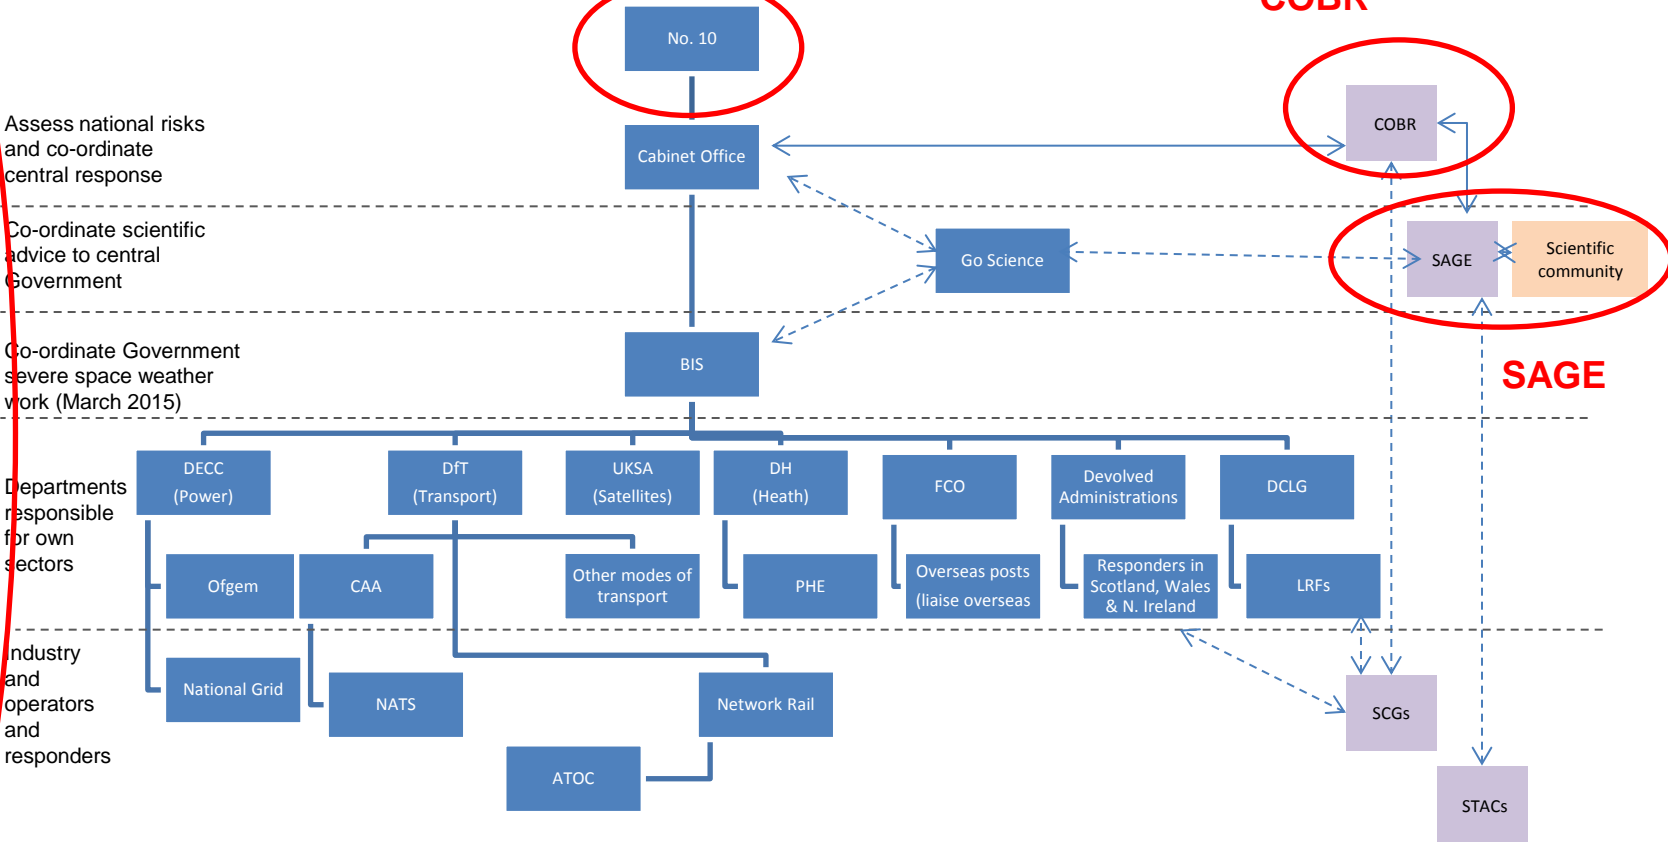 COBR
No. 10
Assess national risks
and co-ordinate
central response
Cabinet Office
COBR
Co-ordinate scientific
advice to central
Government
Go Science
SAGE
Scientific
community
Co-ordinate Government
severe space weather
work (March 2015)
BIS
SAGE
Departments
responsible
for own
sectors
DECC
(Power)
DfT
(Transport)
UKSA
(Satellites)
DH
(Heath)
FCO
Devolved
Administrations
DCLG
Ofgem
CAA
Other modes of
transport
PHE
Overseas posts
(liaise overseas
Responders in
Scotland, Wales
& N. Ireland
LRFs
Industry
and
operators
and
responders
National Grid
NATS
Network Rail
SCGs
ATOC
STACs